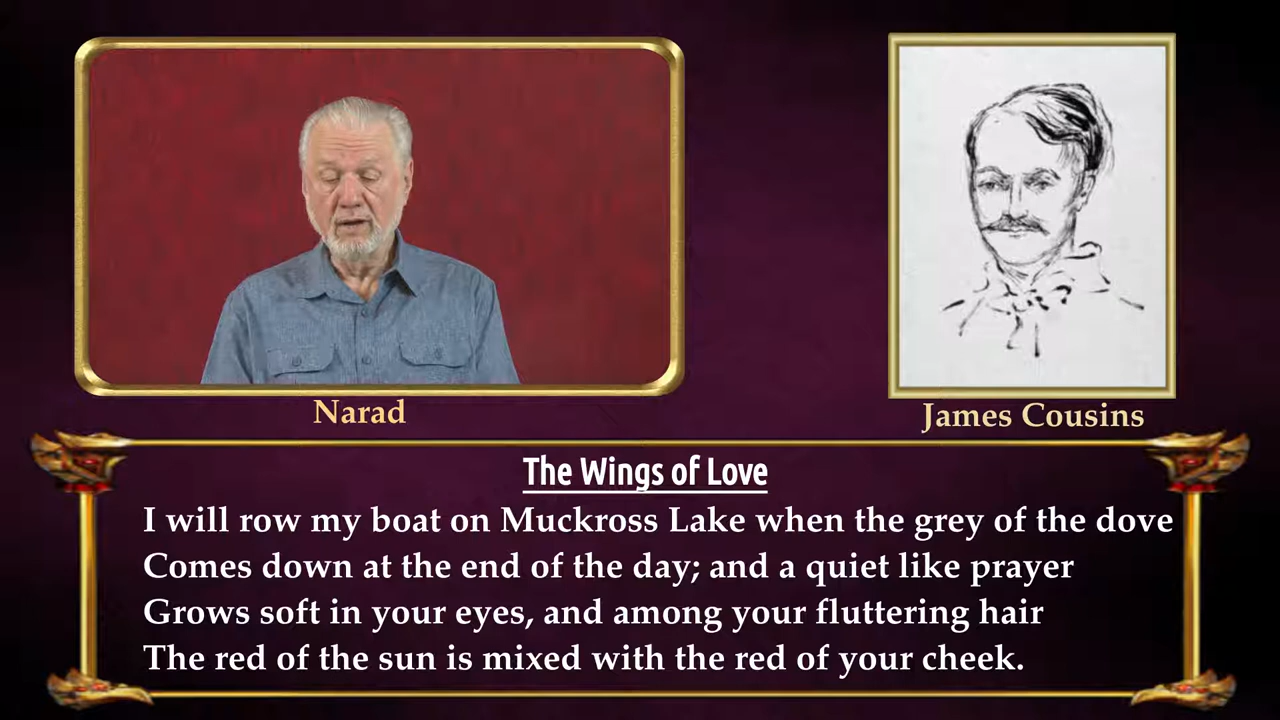 Narad
James Cousins
The Wings of Love
I will row my boat on Muckross Lake when the grey of the dove
Comes down at the end of the day; and a quiet like prayer
Grows soft in your eyes, and among your fluttering hair
The red of the sun is mixed with the red of your cheek.